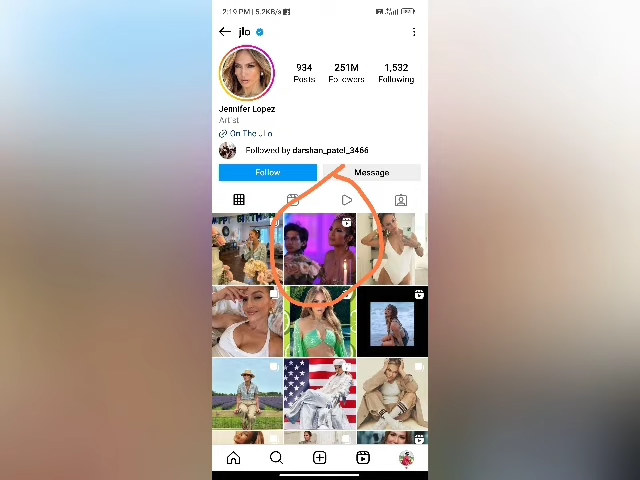 2:19 PM | 5.2KB/s
jlo
934 251M 1,532
Posts Followers Following
Jennifer Lopez
Artist
On The JLo
Followed by darshan_patel_3466
Follow Message